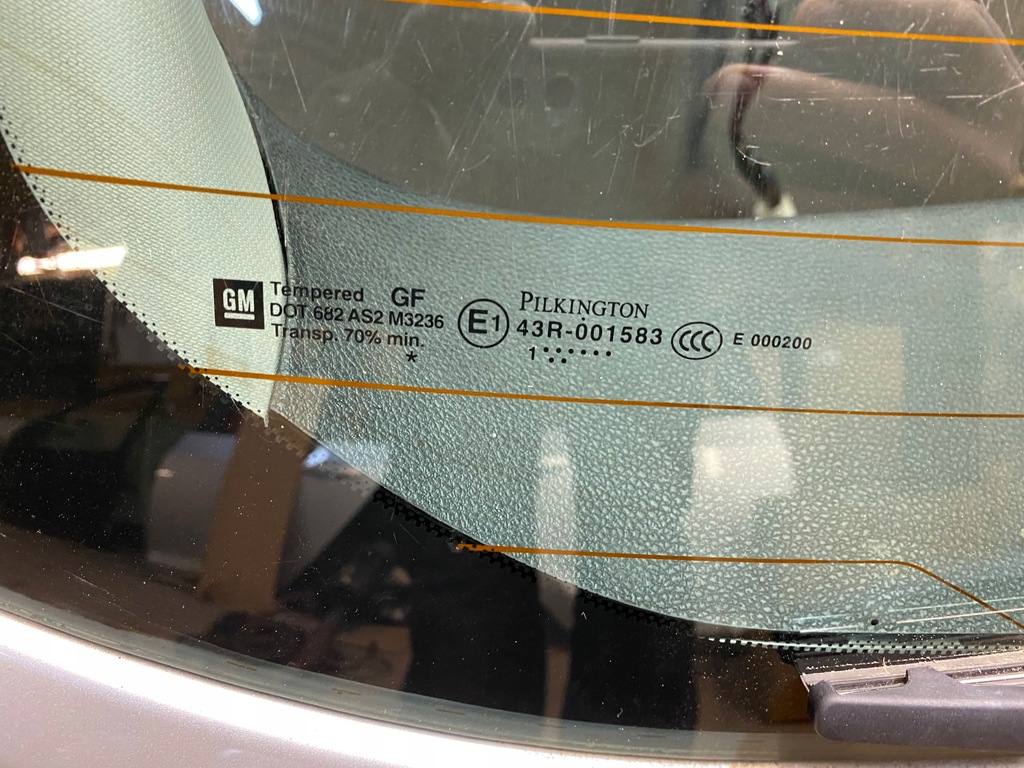 GM
Tempered GF
DOT 682 AS2 M3236
Transp. 70% min.
*
E1
PILKINGTON
43R-001583
1
CCC
E 000200